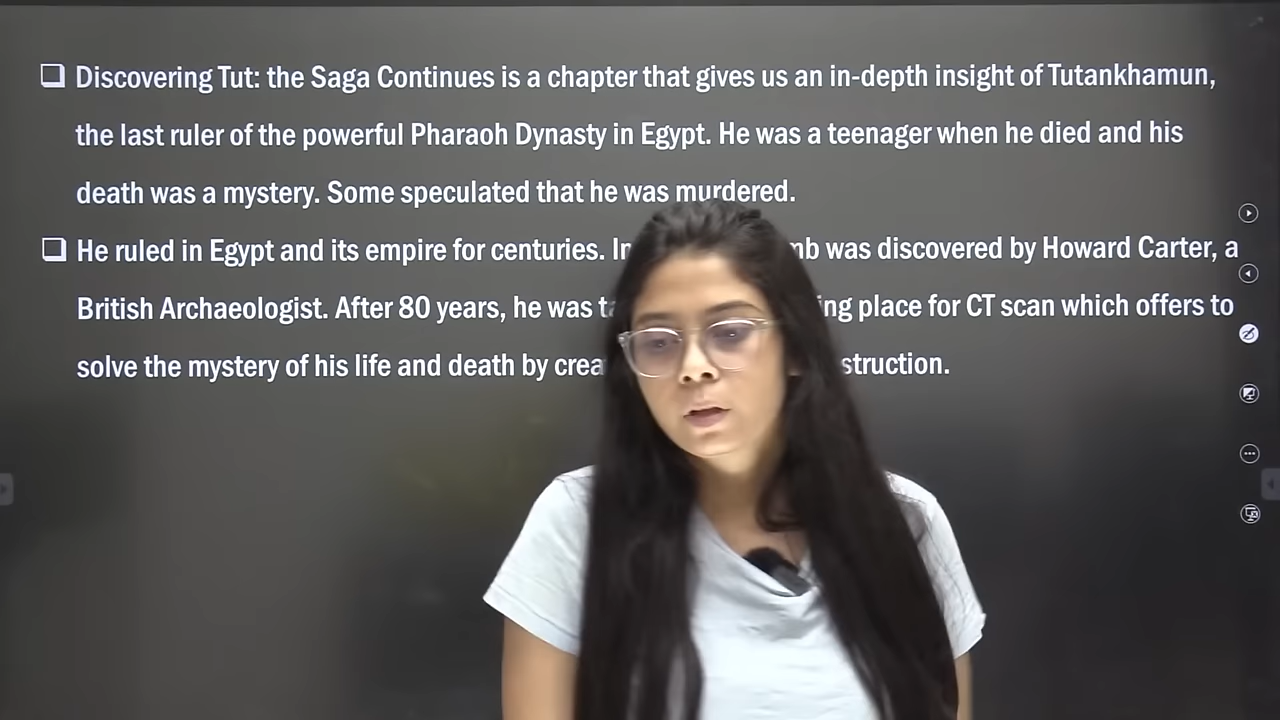 Discovering Tut: the Saga Continues is a chapter that gives us an in-depth insight of Tutankhamun,
the last ruler of the powerful Pharaoh Dynasty in Egypt. He was a teenager when he died and his
death was a mystery. Some speculated that he was murdered.
He ruled in Egypt and its empire for centuries. In was discovered by Howard Carter, a
British Archaeologist. After 80 years, he was place for CT scan which offers to
solve the mystery of his life and death by